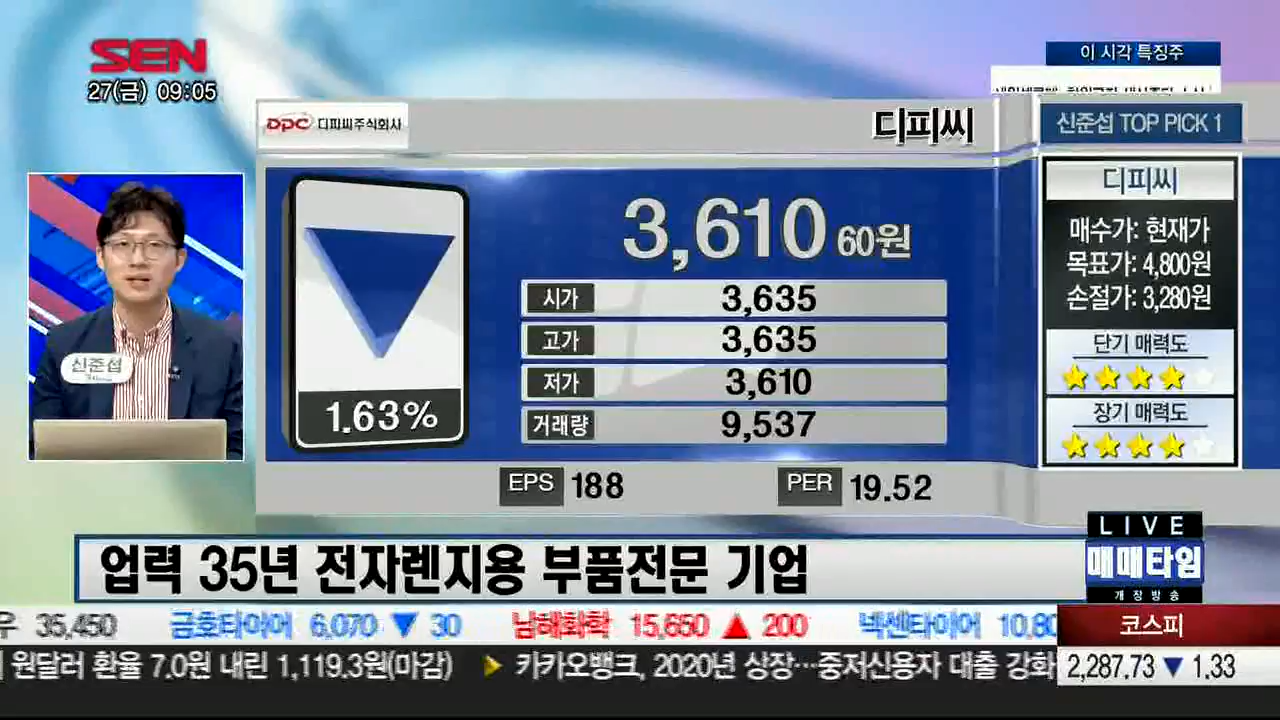 SEN
27(금) 09:05
이 시각 특징주
DPC 디피씨주식회사
디피씨
신준섭 TOP PICK 1
디피씨
매수가: 현재가
목표가: 4,800원
손절가: 3,280원
단기 매력도
장기 매력도
신준섭
1.63%
3,610 60원
시가 3,635
고가 3,635
저가 3,610
거래량 9,537
EPS 188
PER 19.52
업력 35년 전자렌지용 부품전문 기업
LIVE
매매타임
개장방송
우 35,450 금호타이어 6,070 ▼ 30 남해화학 15,650 ▲ 200 넥센타이어 10,80
코스피
원달러 환율 7.0원 내린 1,119.3원(마감) ▶ 카카오뱅크, 2020년 상장…중저신용자 대출 강화
2,287.73 ▼ 1.33